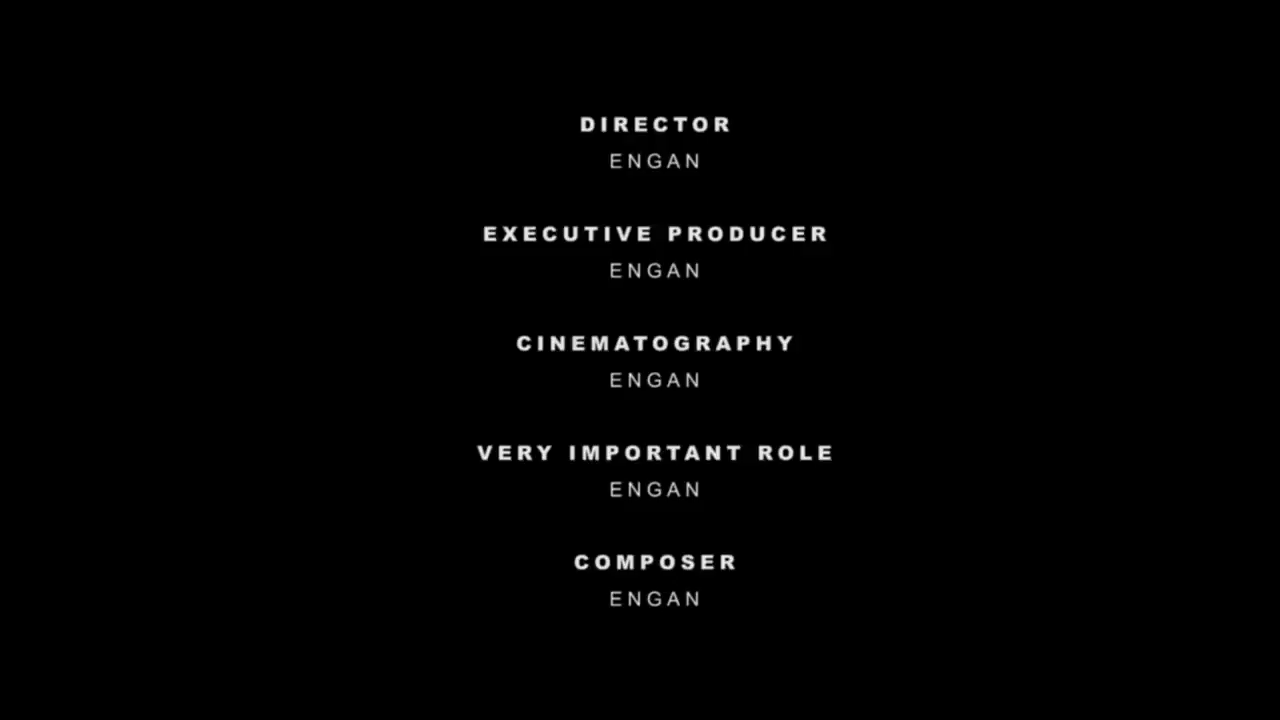 DIRECTOR
ENGAN
EXECUTIVE PRODUCER
ENGAN
CINEMATOGRAPHY
ENGAN
VERY IMPORTANT ROLE
ENGAN
COMPOSER
ENGAN